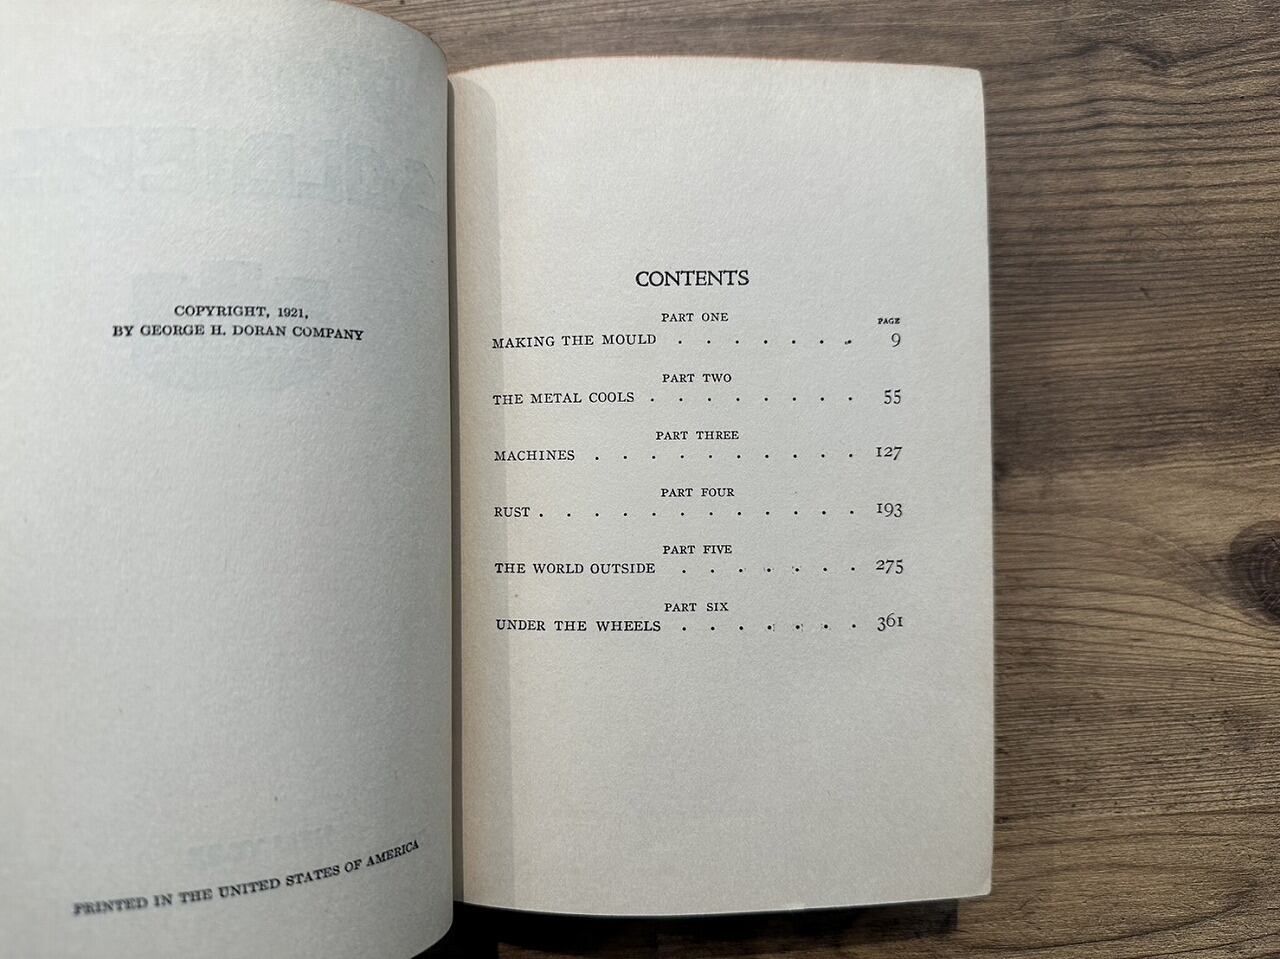 COPYRIGHT, 1921,
BY GEORGE H. DORAN COMPANY
PRINTED IN THE UNITED STATES OF AMERICA
CONTENTS
PART ONE
PAGE
MAKING THE MOULD . . . . . . . 9
PART TWO
THE METAL COOLS . . . . . . . . 55
PART THREE
MACHINES . . . . . . . . . . 127
PART FOUR
RUST . . . . . . . . . . . . 193
PART FIVE
THE WORLD OUTSIDE . . . . . . . 275
PART SIX
UNDER THE WHEELS . . . . . . . 361